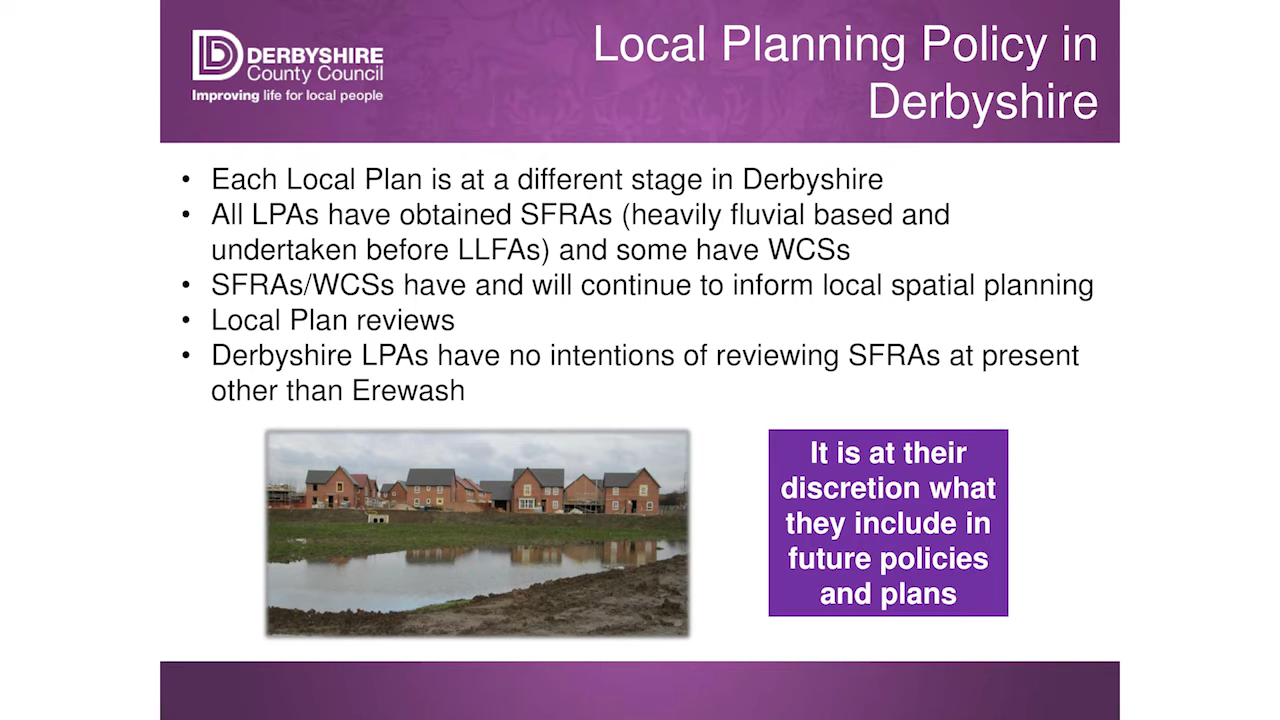 DERBYSHIRE
County Council
Improving life for local people
Local Planning Policy in
Derbyshire
• Each Local Plan is at a different stage in Derbyshire
• All LPAs have obtained SFRAs (heavily fluvial based and
undertaken before LLFAs) and some have WCSs
• SFRAs/WCSs have and will continue to inform local spatial planning
• Local Plan reviews
• Derbyshire LPAs have no intentions of reviewing SFRAs at present
other than Erewash
It is at their
discretion what
they include in
future policies
and plans